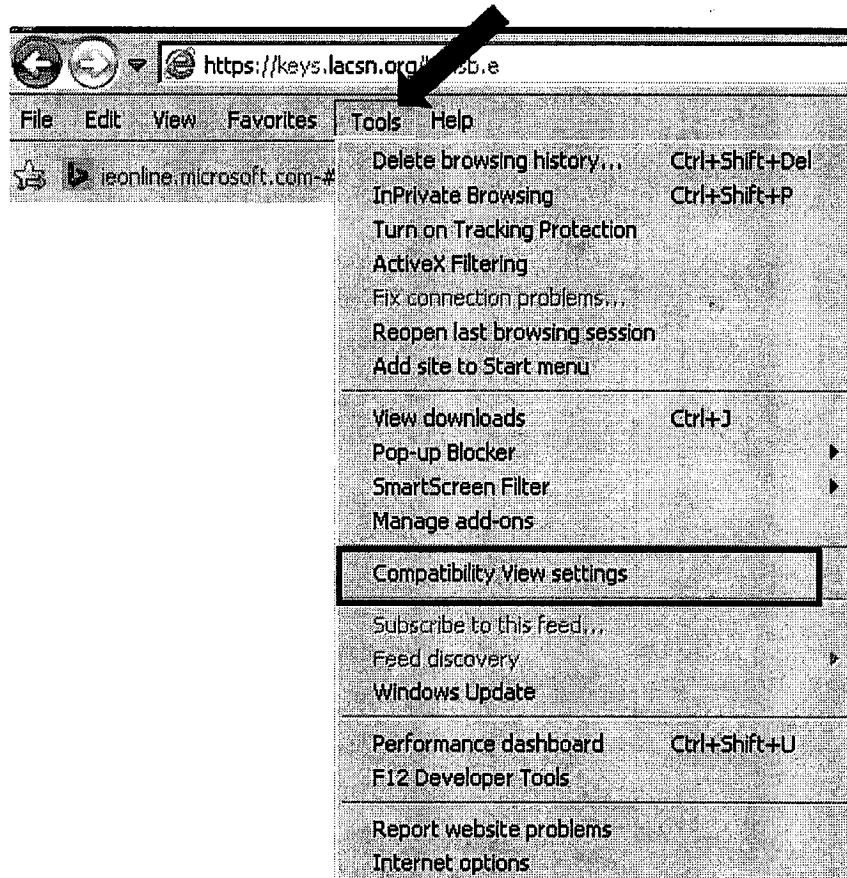 https://keys.lacsn.org/
File Edit View Favorites Tools Help
ieonline.microsoft.com-#
Delete browsing history... Ctrl+Shift+Del
InPrivate Browsing Ctrl+Shift+P
Turn on Tracking Protection
ActiveX Filtering
Fix connection problems...
Reopen last browsing session
Add site to Start menu
View downloads Ctrl+J
Pop-up Blocker
SmartScreen Filter
Manage add-ons
Compatibility View settings
Subscribe to this feed...
Feed discovery
Windows Update
Performance dashboard Ctrl+Shift+U
F12 Developer Tools
Report website problems
Internet options